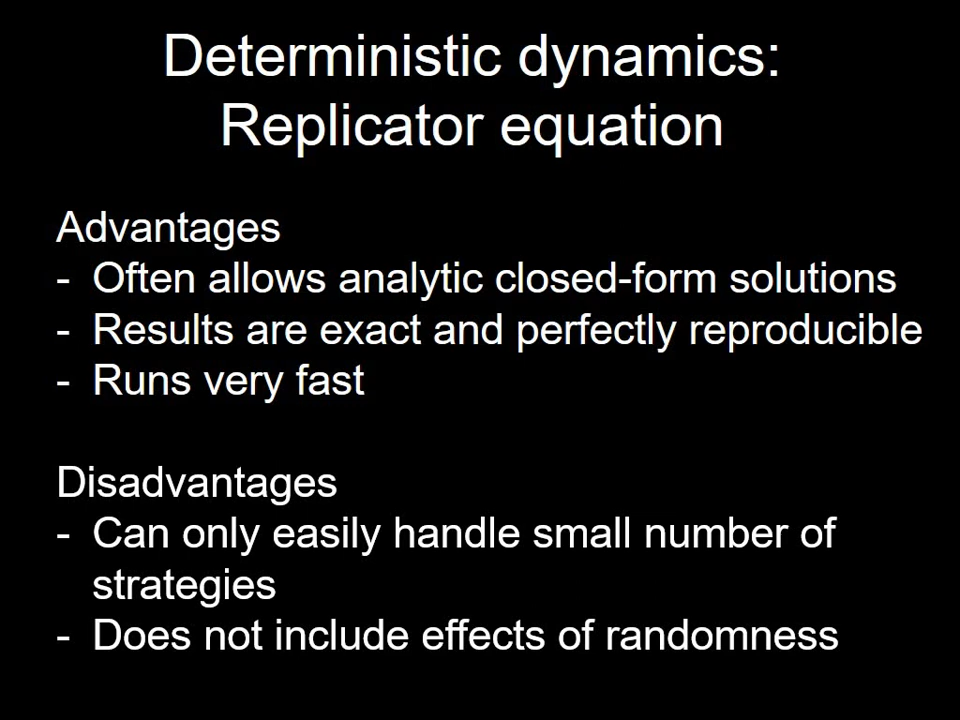 Deterministic dynamics:
Replicator equation
Advantages
- Often allows analytic closed-form solutions
- Results are exact and perfectly reproducible
- Runs very fast
Disadvantages
- Can only easily handle small number of
strategies
- Does not include effects of randomness